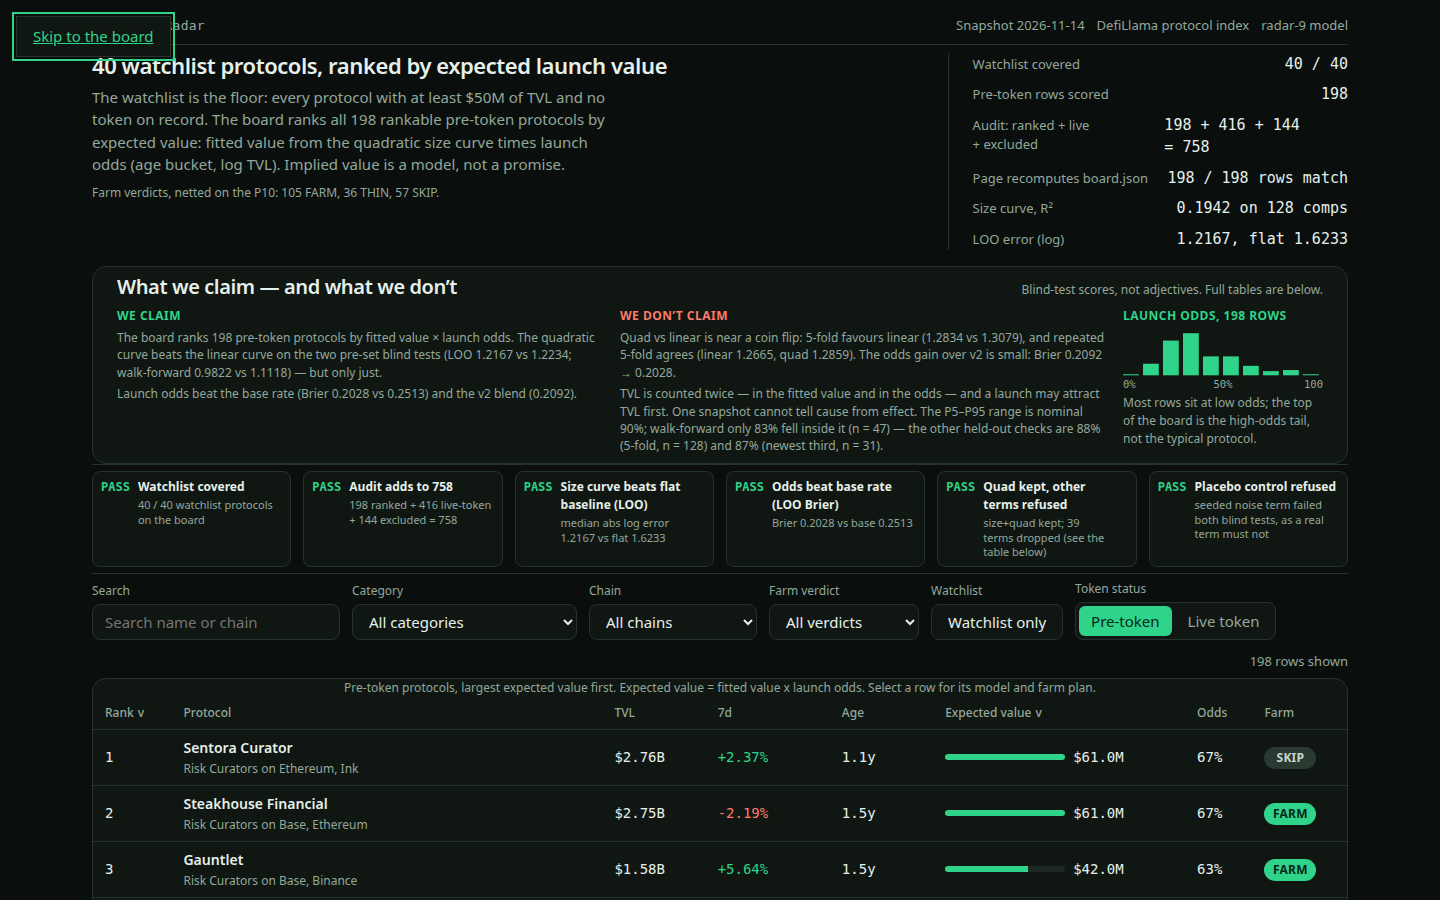 Skip to the board
adar
Snapshot 2026-11-14 DefiLlama protocol index radar-9 model
40 watchlist protocols, ranked by expected launch value
The watchlist is the floor: every protocol with at least $50M of TVL and no
token on record. The board ranks all 198 rankable pre-token protocols by
expected value: fitted value from the quadratic size curve times launch
odds (age bucket, log TVL). Implied value is a model, not a promise.
Farm verdicts, netted on the P10: 105 FARM, 36 THIN, 57 SKIP.
Watchlist covered 40 / 40
Pre-token rows scored 198
Audit: ranked + live + excluded 198 + 416 + 144 = 758
Page recomputes board.json 198 / 198 rows match
Size curve, R² 0.1942 on 128 comps
LOO error (log) 1.2167, flat 1.6233
What we claim — and what we don’t
Blind-test scores, not adjectives. Full tables are below.
WE CLAIM
The board ranks 198 pre-token protocols by fitted value × launch odds. The quadratic
curve beats the linear curve on the two pre-set blind tests (LOO 1.2167 vs 1.2234;
walk-forward 0.9822 vs 1.1118) — but only just.
Launch odds beat the base rate (Brier 0.2028 vs 0.2513) and the v2 blend (0.2092).
WE DON’T CLAIM
Quad vs linear is near a coin flip: 5-fold favours linear (1.2834 vs 1.3079), and repeated
5-fold agrees (linear 1.2665, quad 1.2859). The odds gain over v2 is small: Brier 0.2092
→ 0.2028.
TVL is counted twice — in the fitted value and in the odds — and a launch may attract
TVL first. One snapshot cannot tell cause from effect. The P5–P95 range is nominal
90%; walk-forward only 83% fell inside it (n = 47) — the other held-out checks are 88%
(5-fold, n = 128) and 87% (newest third, n = 31).
LAUNCH ODDS, 198 ROWS
0% 50% 100
Most rows sit at low odds; the top
of the board is the high-odds tail,
not the typical protocol.
PASS Watchlist covered
40 / 40 watchlist protocols
on the board
PASS Audit adds to 758
198 ranked + 416 live-token
+ 144 excluded = 758
PASS Size curve beats flat
baseline (LOO)
median abs log error
1.2167 vs flat 1.6233
PASS Odds beat base rate
(LOO Brier)
Brier 0.2028 vs base 0.2513
PASS Quad kept, other
terms refused
size+quad kept; 39
terms dropped (see the
table below)
PASS Placebo control refused
seeded noise term failed
both blind tests, as a real
term must not
Search Category Chain Farm verdict Watchlist Token status
Search name or chain All categories All chains All verdicts Watchlist only Pre-token Live token
198 rows shown
Pre-token protocols, largest expected value first. Expected value = fitted value x launch odds. Select a row for its model and farm plan.
Rank v Protocol TVL 7d Age Expected value v Odds Farm
1 Sentora Curator $2.76B +2.37% 1.1y $61.0M 67% SKIP
Risk Curators on Ethereum, Ink
2 Steakhouse Financial $2.75B -2.19% 1.5y $61.0M 67% FARM
Risk Curators on Base, Ethereum
3 Gauntlet $1.58B +5.64% 1.5y $42.0M 63% FARM
Risk Curators on Base, Binance